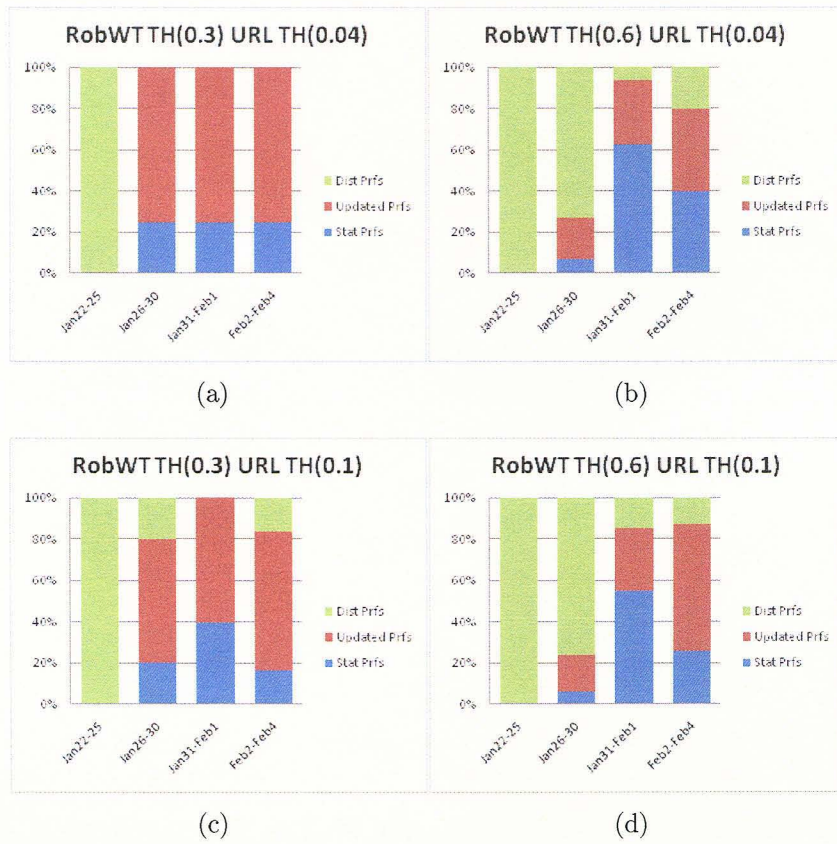 RobWT TH(0.3) URL TH(0.04)
100%
80%
60%
40%
20%
0%
Dist Prfs
Updated Prfs
Stat Prfs
Jan22-25
Jan26-30
Jan31-Feb1
Feb2-Feb4
(a)
RobWT TH(0.6) URL TH(0.04)
100%
80%
60%
40%
20%
0%
Dist Prfs
Updated Prfs
Stat Prfs
Jan22-25
Jan26-30
Jan31-Feb1
Feb2-Feb4
(b)
RobWT TH(0.3) URL TH(0.1)
100%
80%
60%
40%
20%
0%
Dist Prfs
Updated Prfs
Stat Prfs
Jan22-25
Jan26-30
Jan31-Feb1
Feb2-Feb4
(c)
RobWT TH(0.6) URL TH(0.1)
100%
80%
60%
40%
20%
0%
Dist Prfs
Updated Prfs
Stat Prfs
Jan22-25
Jan26-30
Jan31-Feb1
Feb2-Feb4
(d)